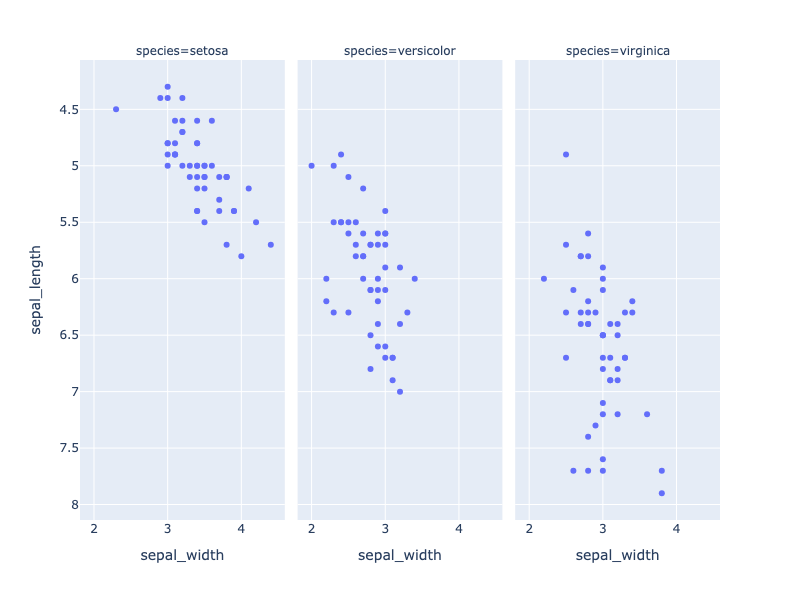 species=setosa
species=versicolor
species=virginica
sepal_length
4.5
5
5.5
6
6.5
7
7.5
8
2 3 4
2 3 4
2 3 4
sepal_width
sepal_width
sepal_width